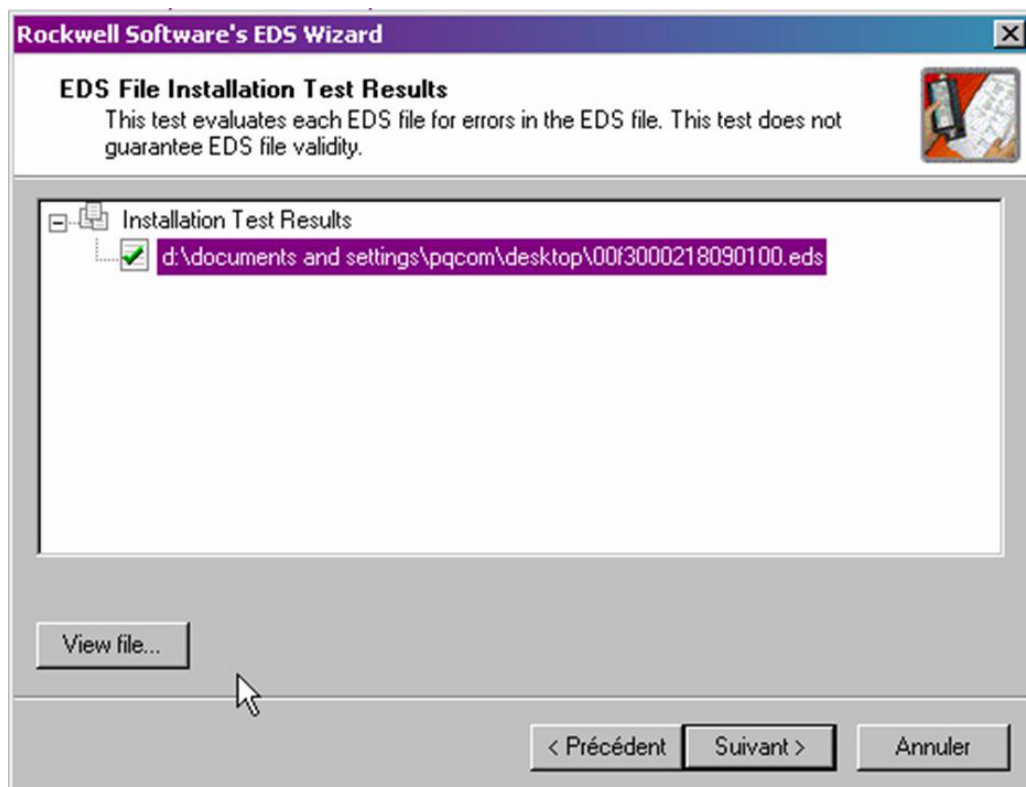 Rockwell Software's EDS Wizard
EDS File Installation Test Results
This test evaluates each EDS file for errors in the EDS file. This test does not
guarantee EDS file validity.
Installation Test Results
d:\documents and settings\pqcom\desktop\00f3000218090100.eds
View file...
< Précédent
Suivant >
Annuler